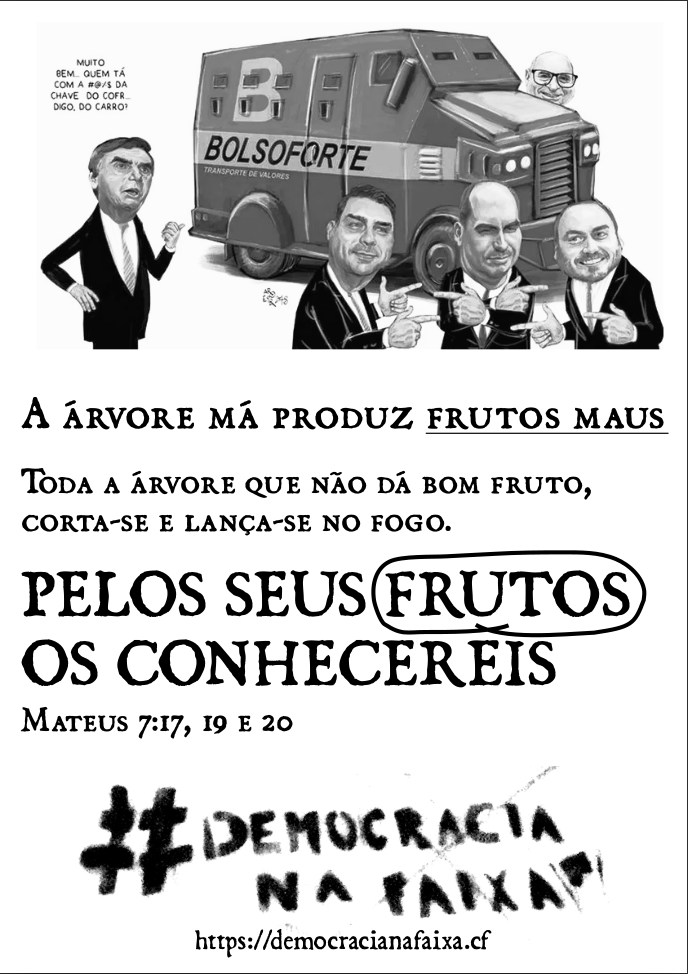 MUITO
BEM... QUEM TÁ
COM A #@/$ DA
CHAVE DO COFR...
DIGO, DO CARRO?
B
BOLSOFORTE
TRANSPORTE DE VALORES
A ÁRVORE MÁ PRODUZ FRUTOS MAUS
TODA A ÁRVORE QUE NÃO DÁ BOM FRUTO,
CORTA-SE E LANÇA-SE NO FOGO.
PELOS SEUS FRUTOS
OS CONHECEREIS
MATEUS 7:17, 19 E 20
#DEMOCRACIA
NA FAIXA
https://democracianafaixa.cf